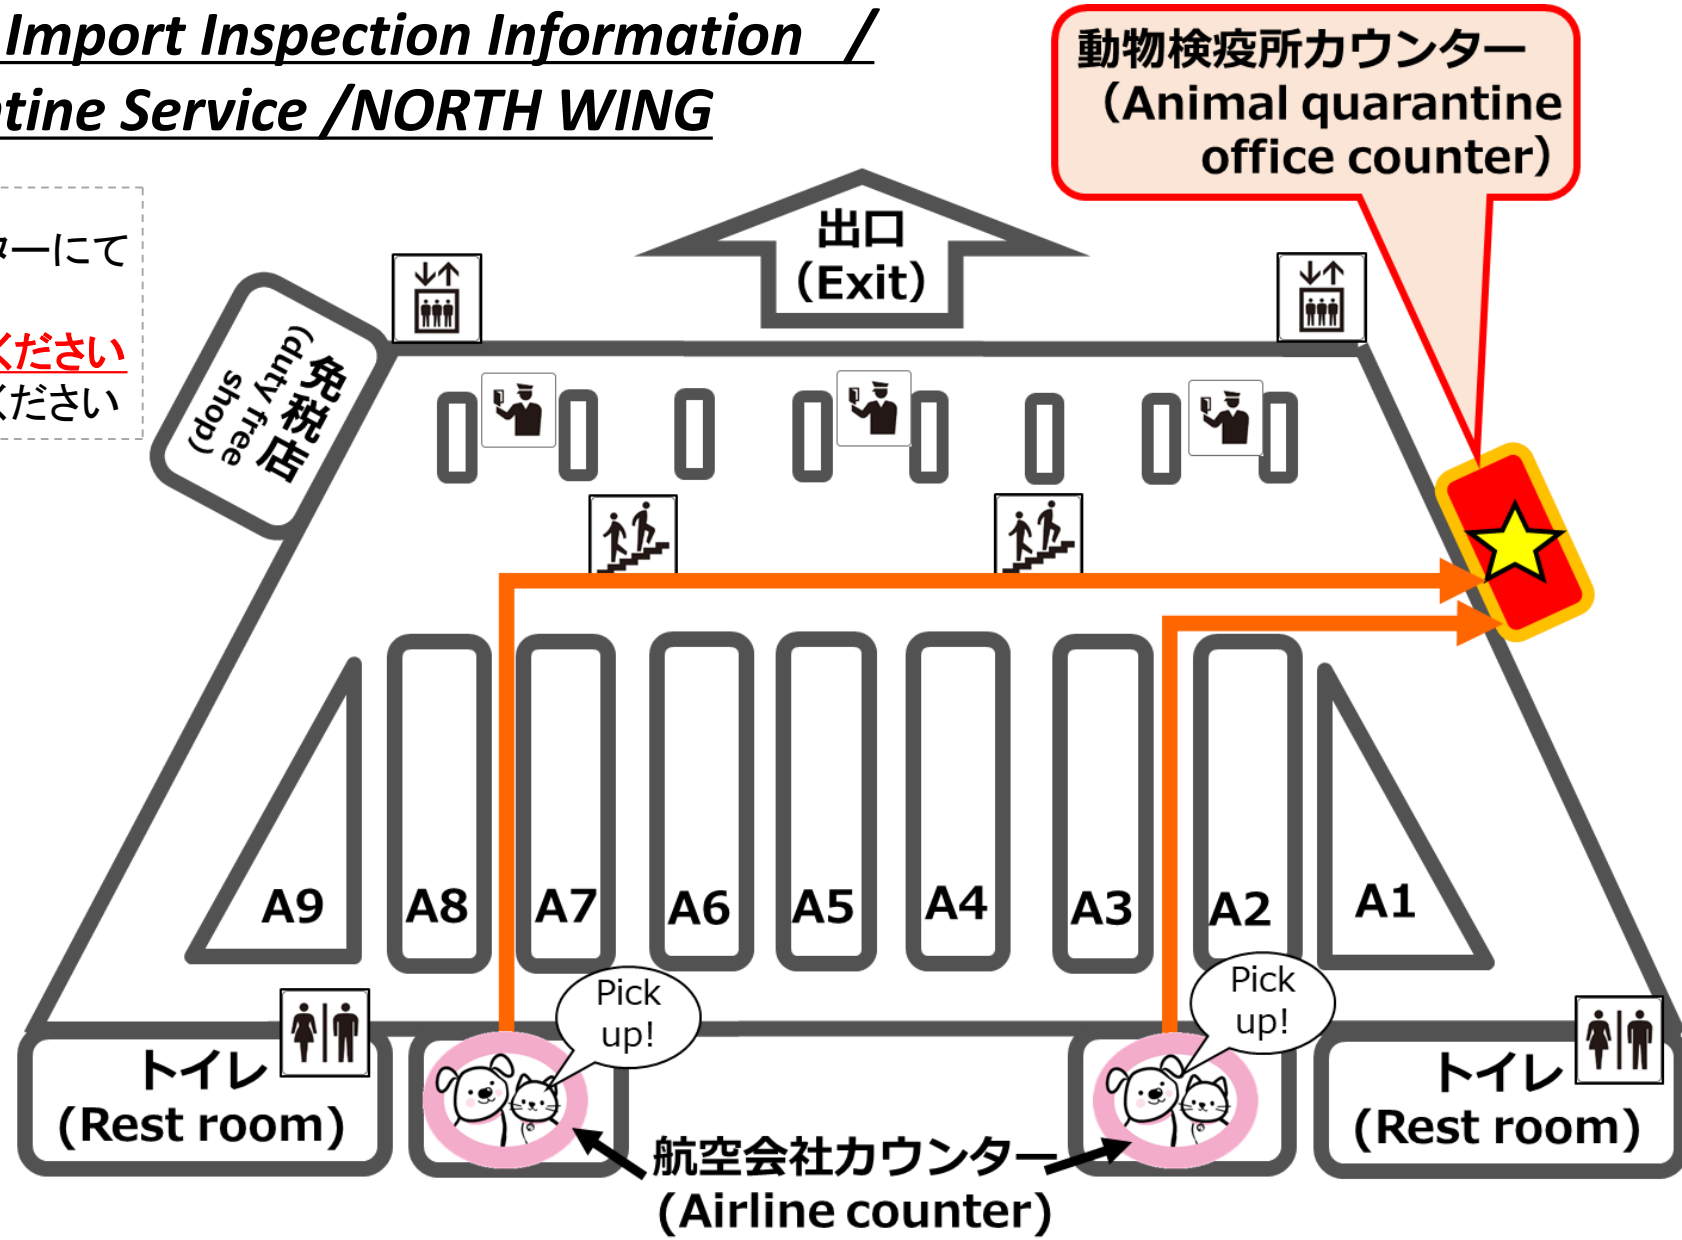 Import Inspection Information /
ntine Service /NORTH WING
動物検疫所カウンター
（Animal quarantine
office counter）
ターにて
ください
ください
出口
（Exit）
免税店
(duty free
shop)
A9
A8
A7
A6
A5
A4
A3
A2
A1
Pick
up!
Pick
up!
トイレ
(Rest room)
トイレ
(Rest room)
航空会社カウンター
(Airline counter)